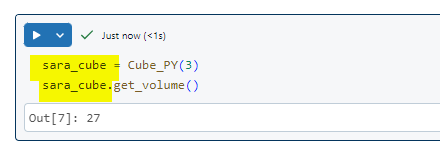 Just now (<1s)
sara_cube = Cube_PY(3)
sara_cube.get_volume()
Out[7]: 27